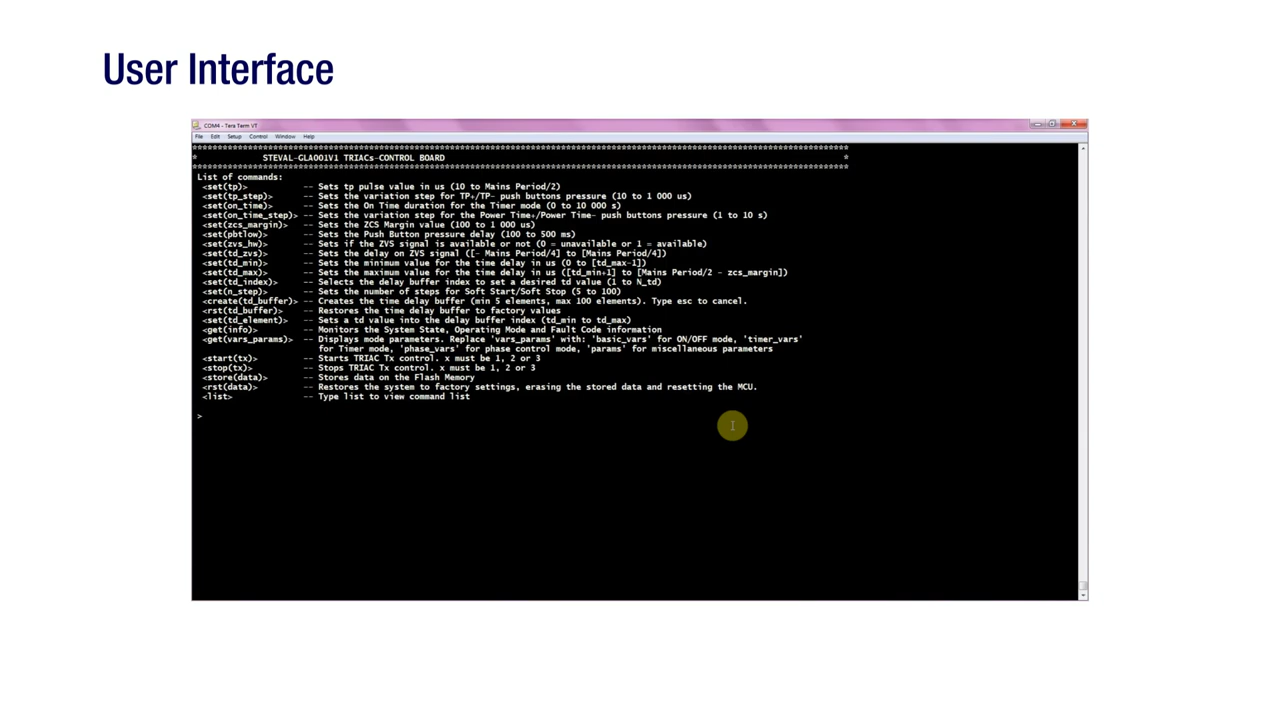 User Interface
COM4 - Tera Term VT
File Edit Setup Control Window Help
*****************************************************************************************************************************
* STEVAL-GLA001V1 TRIACs-CONTROL BOARD *
*****************************************************************************************************************************
List of commands:
<set(tp)> -- Sets tp pulse value in us (10 to Mains Period/2)
<set(tp_step)> -- Sets the variation step for TP+/TP- push buttons pressure (10 to 1 000 us)
<set(on_time)> -- Sets the On Time duration for the Timer mode (0 to 10 000 s)
<set(on_time_step)> -- Sets the variation step for the Power Time+/Power Time- push buttons pressure (1 to 10 s)
<set(zcs_margin)> -- Sets the ZCS Margin value (100 to 1 000 us)
<set(pbtlow)> -- Sets the Push Button pressure delay (100 to 500 ms)
<set(zvs_hw)> -- Sets if the ZVS signal is available or not (0 = unavailable or 1 = available)
<set(td_zvs)> -- Sets the delay on ZVS signal ([- Mains Period/4] to [Mains Period/4])
<set(td_min)> -- Sets the minimum value for the time delay in us (0 to [td_max-1])
<set(td_max)> -- Sets the maximum value for the time delay in us ([td_min+1] to [Mains Period/2 - zcs_margin])
<set(td_index)> -- Selects the delay buffer index to set a desired td value (1 to N_td)
<set(n_step)> -- Sets the number of steps for Soft Start/Soft Stop (5 to 100)
<create(td_buffer)> -- Creates the time delay buffer (min 5 elements, max 100 elements). Type esc to cancel.
<rst(td_buffer)> -- Restores the time delay buffer to factory values
<set(td_element)> -- Sets a td value into the delay buffer index (td_min to td_max)
<get(info)> -- Monitors the System State, Operating Mode and Fault Code information
<get(vars_params)> -- Displays mode parameters. Replace 'vars_params' with: 'basic_vars' for ON/OFF mode, 'timer_vars'
for Timer mode, 'phase_vars' for phase control mode, 'params' for miscellaneous parameters
<start(tx)> -- Starts TRIAC Tx control. x must be 1, 2 or 3
<stop(tx)> -- Stops TRIAC Tx control. x must be 1, 2 or 3
<store(data)> -- Stores data on the Flash Memory
<rst(data)> -- Restores the system to factory settings, erasing the stored data and resetting the MCU.
<list> -- Type list to view command list
>